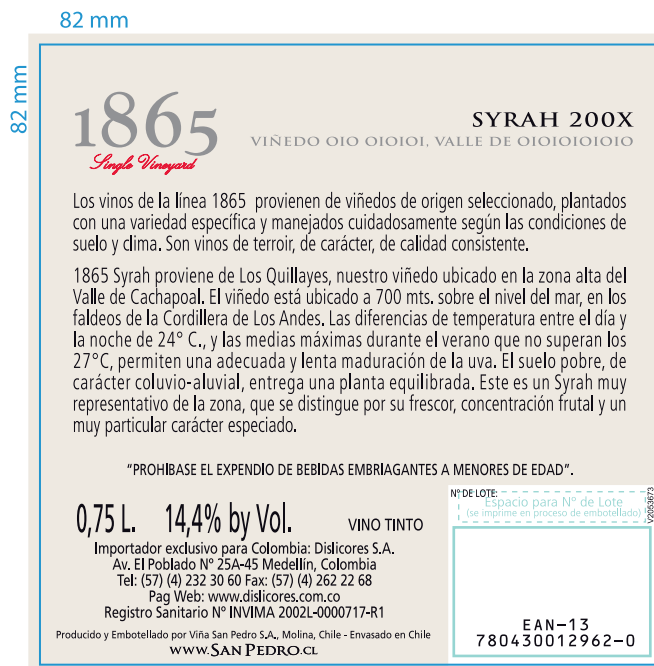 82 mm
82 mm
1865
Single Vineyard
SYRAH 200X
VIÑEDO OIO OIOIOI, VALLE DE OIOIOIOIOIO
Los vinos de la línea 1865 provienen de viñedos de origen seleccionado, plantados
con una variedad específica y manejados cuidadosamente según las condiciones de
suelo y clima. Son vinos de terroir, de carácter, de calidad consistente.
1865 Syrah proviene de Los Quillayes, nuestro viñedo ubicado en la zona alta del
Valle de Cachapoal. El viñedo está ubicado a 700 mts. sobre el nivel del mar, en los
faldeos de la Cordillera de Los Andes. Las diferencias de temperatura entre el día y
la noche de 24° C., y las medias máximas durante el verano que no superan los
27°C, permiten una adecuada y lenta maduración de la uva. El suelo pobre, de
carácter coluvio-aluvial, entrega una planta equilibrada. Este es un Syrah muy
representativo de la zona, que se distingue por su frescor, concentración frutal y un
muy particular carácter especiado.
"PROHIBASE EL EXPENDIO DE BEBIDAS EMBRIAGANTES A MENORES DE EDAD".
0,75 L. 14,4% by Vol. VINO TINTO
Importador exclusivo para Colombia: Dislicores S.A.
Av. El Poblado N° 25A-45 Medellín, Colombia
Tel: (57) (4) 232 30 60 Fax: (57) (4) 262 22 68
Pag Web: www.dislicores.com.co
Registro Sanitario N° INVIMA 2002L-0000717-R1
Producido y Embotellado por Viña San Pedro S.A., Molina, Chile - Envasado en Chile
WWW.SAN PEDRO.CL
N° DE LOTE:
Espacio para N° de Lote
(se imprime en proceso de embotellado)
V2053673
EAN-13
780430012962-0